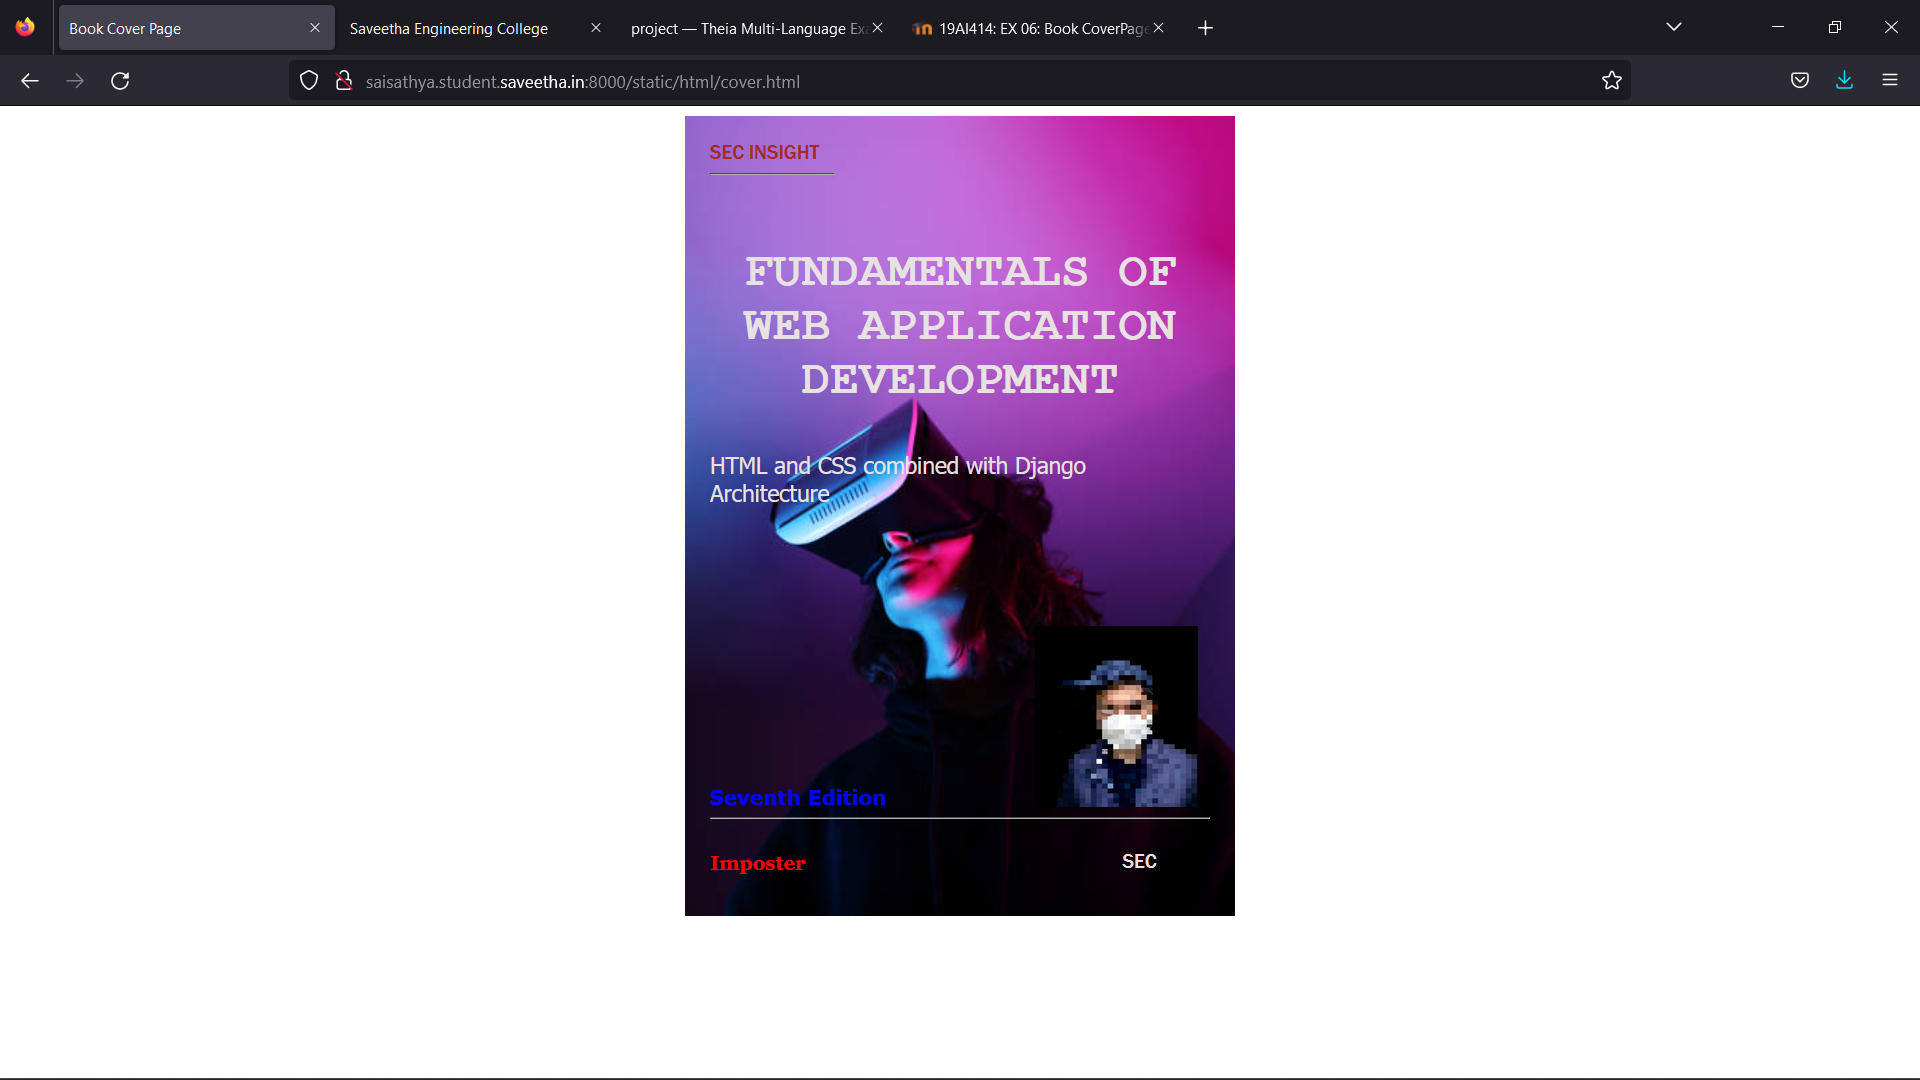 Book Cover Page
Saveetha Engineering College
project — Theia Multi-Language Ex
19AI414: EX 06: Book CoverPage
saisathya.student.saveetha.in:8000/static/html/cover.html
SEC INSIGHT
FUNDAMENTALS OF
WEB APPLICATION
DEVELOPMENT
HTML and CSS combined with Django
Architecture
Seventh Edition
Imposter
SEC